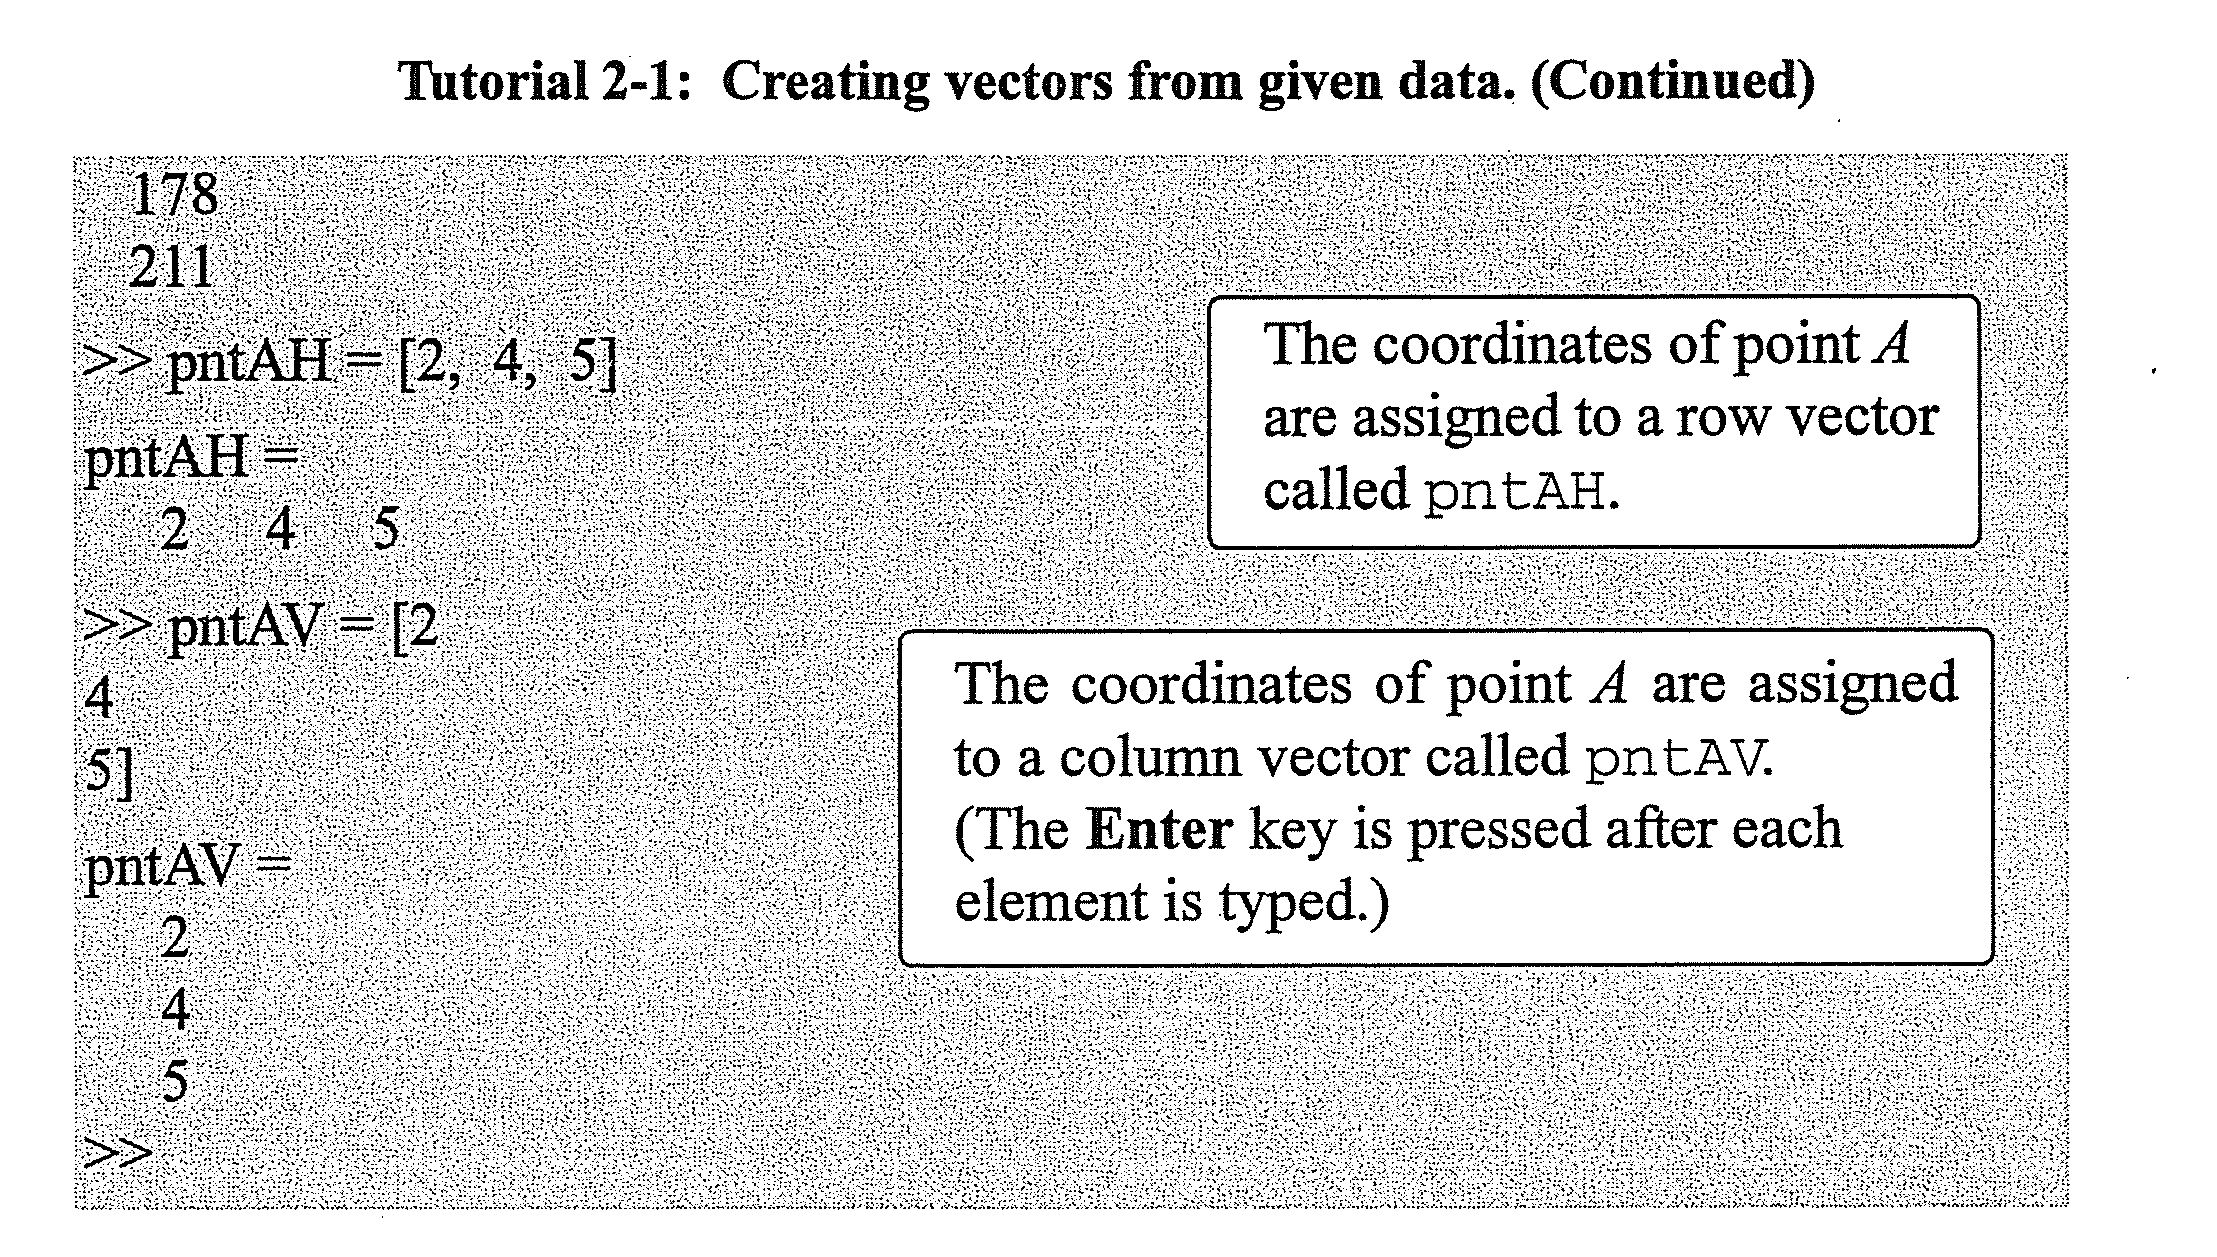 Tutorial 2-1: Creating vectors from given data. (Continued)
178
211
>> pntAH = [2, 4, 5]
pntAH =
2 4 5
The coordinates of point A
are assigned to a row vector
called pntAH.
>> pntAV = [2
4
5]
pntAV =
2
4
5
>>
The coordinates of point A are assigned
to a column vector called pntAV.
(The Enter key is pressed after each
element is typed.)